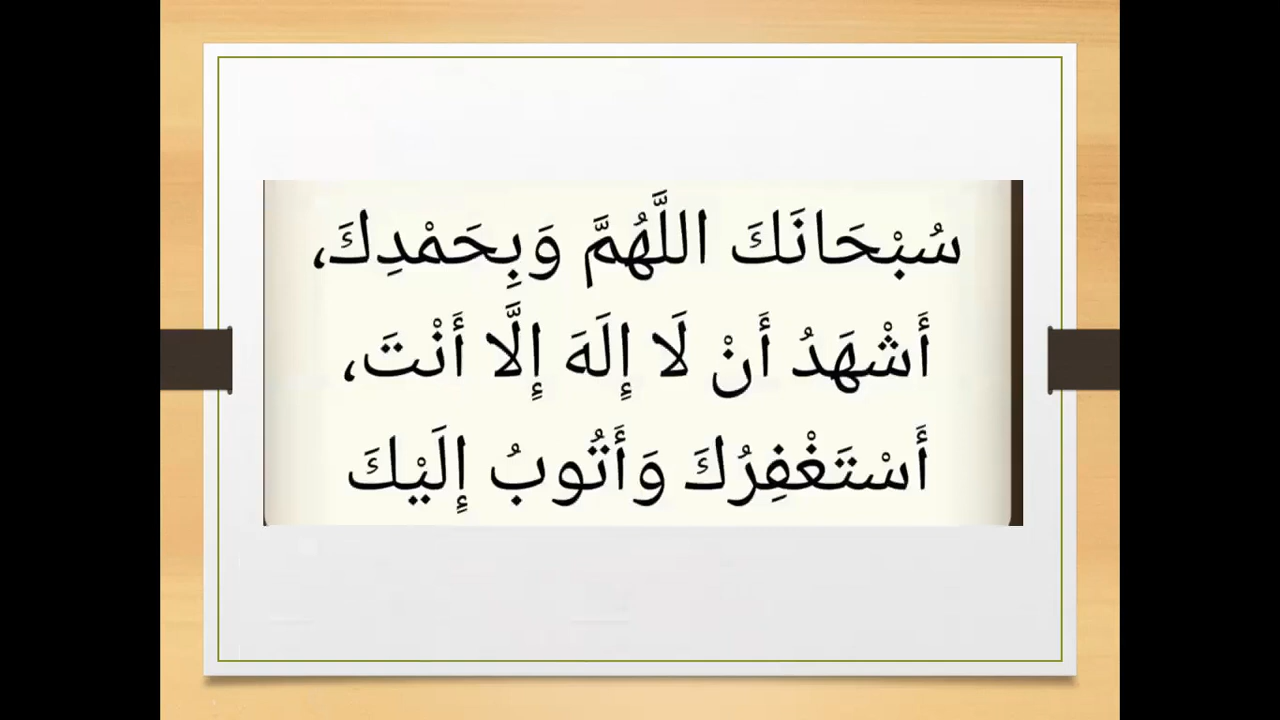 سُبْحَانَكَ اللَّهُمَّ وَبِحَمْدِكَ،
أَشْهَدُ أَنْ لَا إِلَهَ إِلَّا أَنْتَ،
أَسْتَغْفِرُكَ وَأَتُوبُ إِلَيْكَ